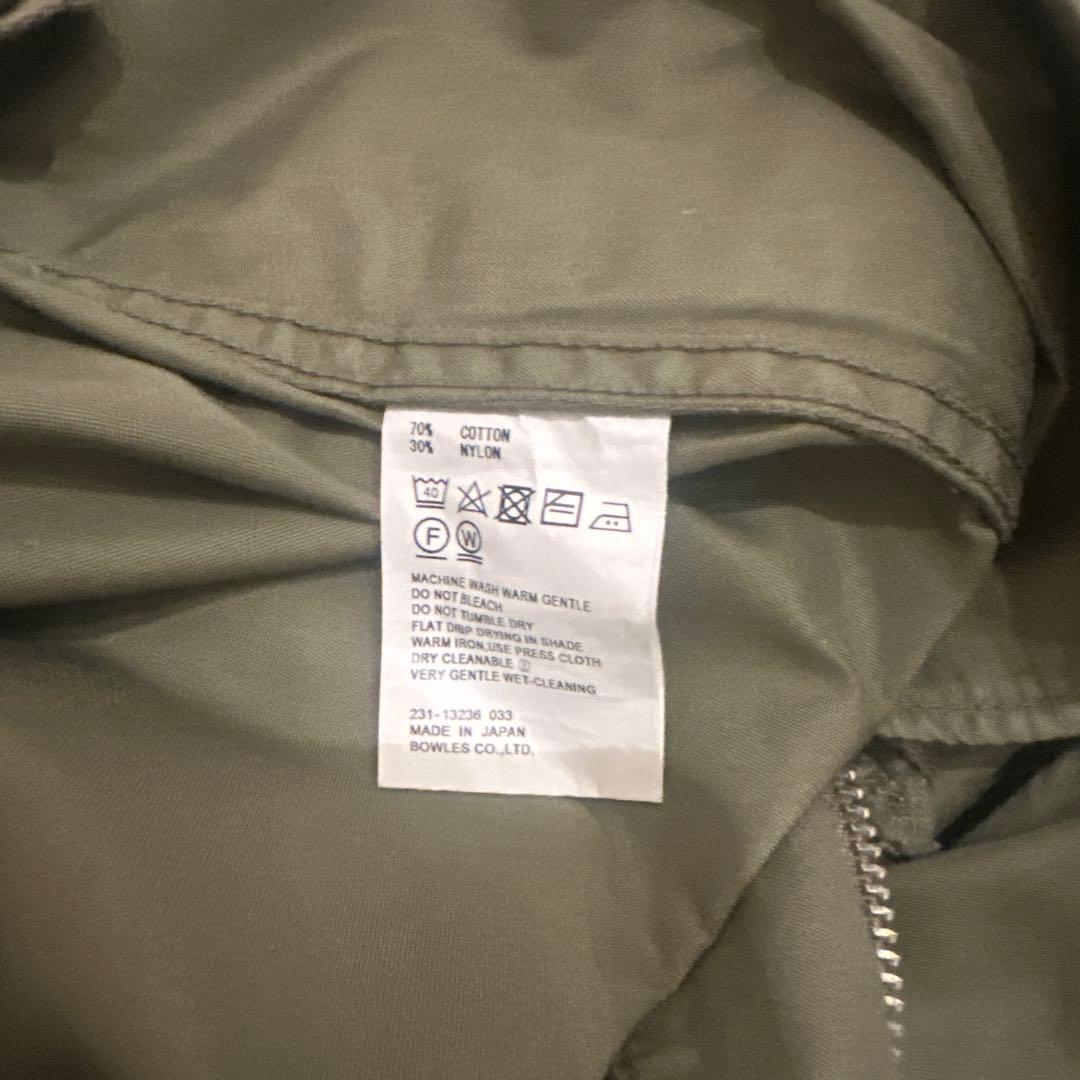 70% COTTON
30% NYLON
40
F W
MACHINE WASH WARM GENTLE
DO NOT BLEACH
DO NOT TUMBLE DRY
FLAT DRIP DRYING IN SHADE
WARM IRON,USE PRESS CLOTH
DRY CLEANABLE Ⓕ
VERY GENTLE WET-CLEANING
231-13236 033
MADE IN JAPAN
BOWLES CO.,LTD.